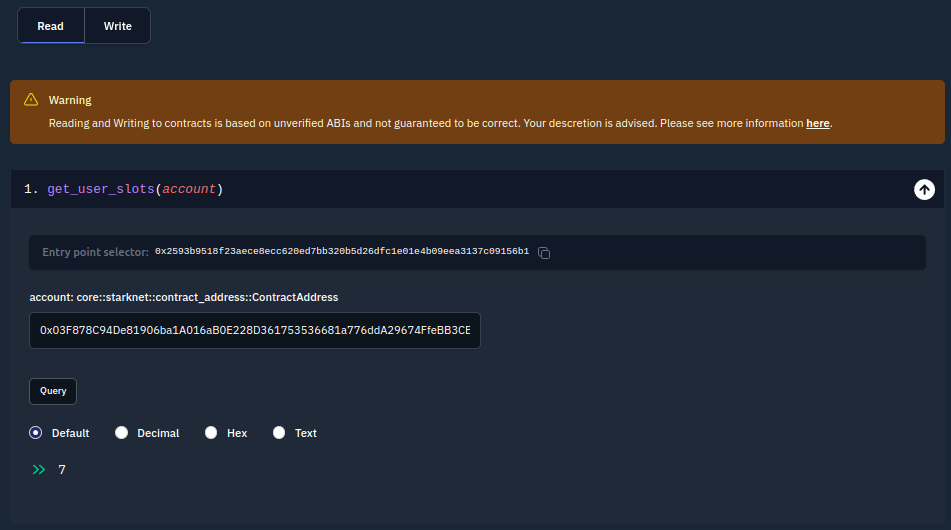 Read Write
Warning
Reading and Writing to contracts is based on unverified ABIs and not guaranteed to be correct. Your descretion is advised. Please see more information here.
1. get_user_slots(account)
Entry point selector: 0x2593b9518f23aece8ecc620ed7bb320b5d26dfc1e01e4b09eea3137c09156b1
account: core::starknet::contract_address::ContractAddress
0x03F878C94De81906ba1A016aB0E228D361753536681a776ddA29674FfeBB3CE
Query
Default Decimal Hex Text
7